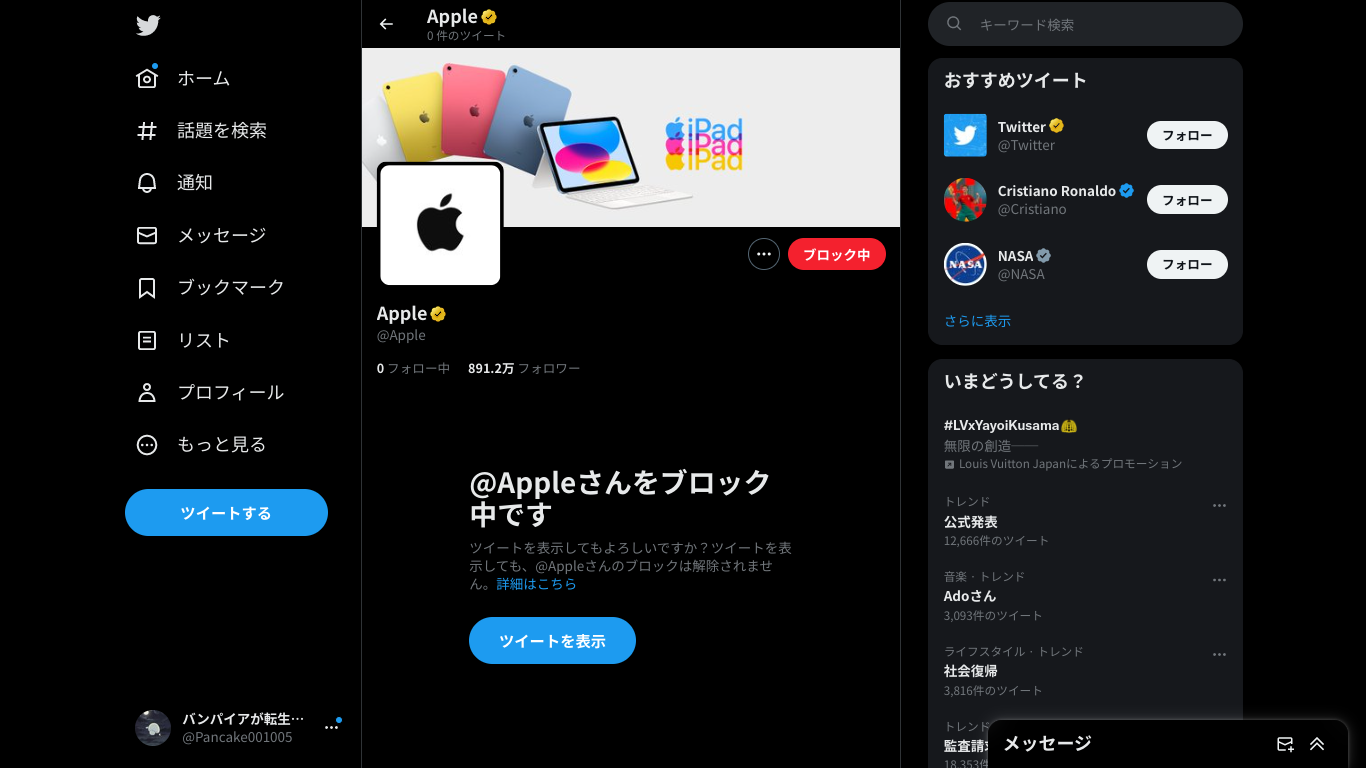 ホーム
話題を検索
通知
メッセージ
ブックマーク
リスト
プロフィール
もっと見る
ツイートする
バンパイアが転生…
@Pancake001005
Apple
0 件のツイート
iPad
iPad
iPad
ブロック中
Apple
@Apple
0 フォロー中 891.2万 フォロワー
@Appleさんをブロック
中です
ツイートを表示してもよろしいですか？ツイートを表
示しても、@Appleさんのブロックは解除されませ
ん。詳細はこちら
ツイートを表示
キーワード検索
おすすめツイート
Twitter
@Twitter
フォロー
Cristiano Ronaldo
@Cristiano
フォロー
NASA
NASA
@NASA
フォロー
さらに表示
いまどうしてる？
#LVxYayoiKusama
無限の創造──
Louis Vuitton Japanによるプロモーション
トレンド
公式発表
12,666件のツイート
音楽・トレンド
Adoさん
3,093件のツイート
ライフスタイル・トレンド
社会復帰
3,816件のツイート
トレンド
監査請
18,353件
メッセージ